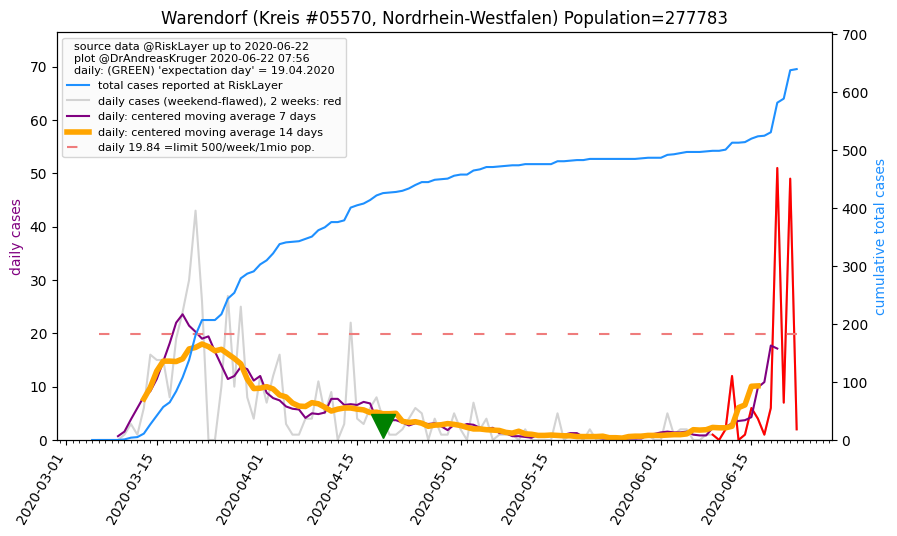 Warendorf (Kreis #05570, Nordrhein-Westfalen) Population=277783
source data @RiskLayer up to 2020-06-22
plot @DrAndreasKruger 2020-06-22 07:56
daily: (GREEN) 'expectation day' = 19.04.2020
total cases reported at RiskLayer
daily cases (weekend-flawed), 2 weeks: red
daily: centered moving average 7 days
daily: centered moving average 14 days
daily 19.84 =limit 500/week/1mio pop.
daily cases
70
60
50
40
30
20
10
0
cumulative total cases
700
600
500
400
300
200
100
0
2020-03-01
2020-03-15
2020-04-01
2020-04-15
2020-05-01
2020-05-15
2020-06-01
2020-06-15